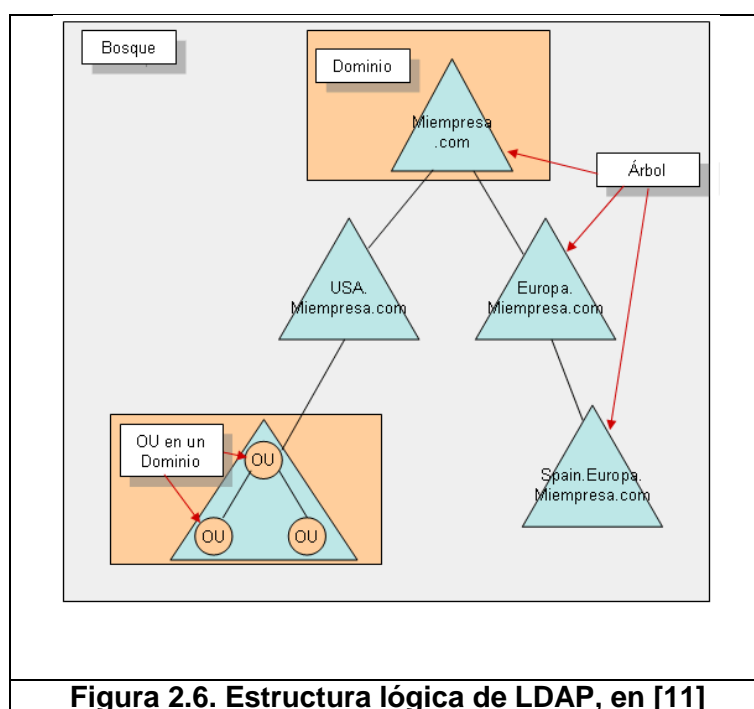 Bosque
Dominio
Miempresa
.com
Árbol
USA.
Miempresa.com
Europa.
Miempresa.com
OU en un
Dominio
OU
OU
OU
Spain.Europa.
Miempresa.com
Figura 2.6. Estructura lógica de LDAP, en [11]